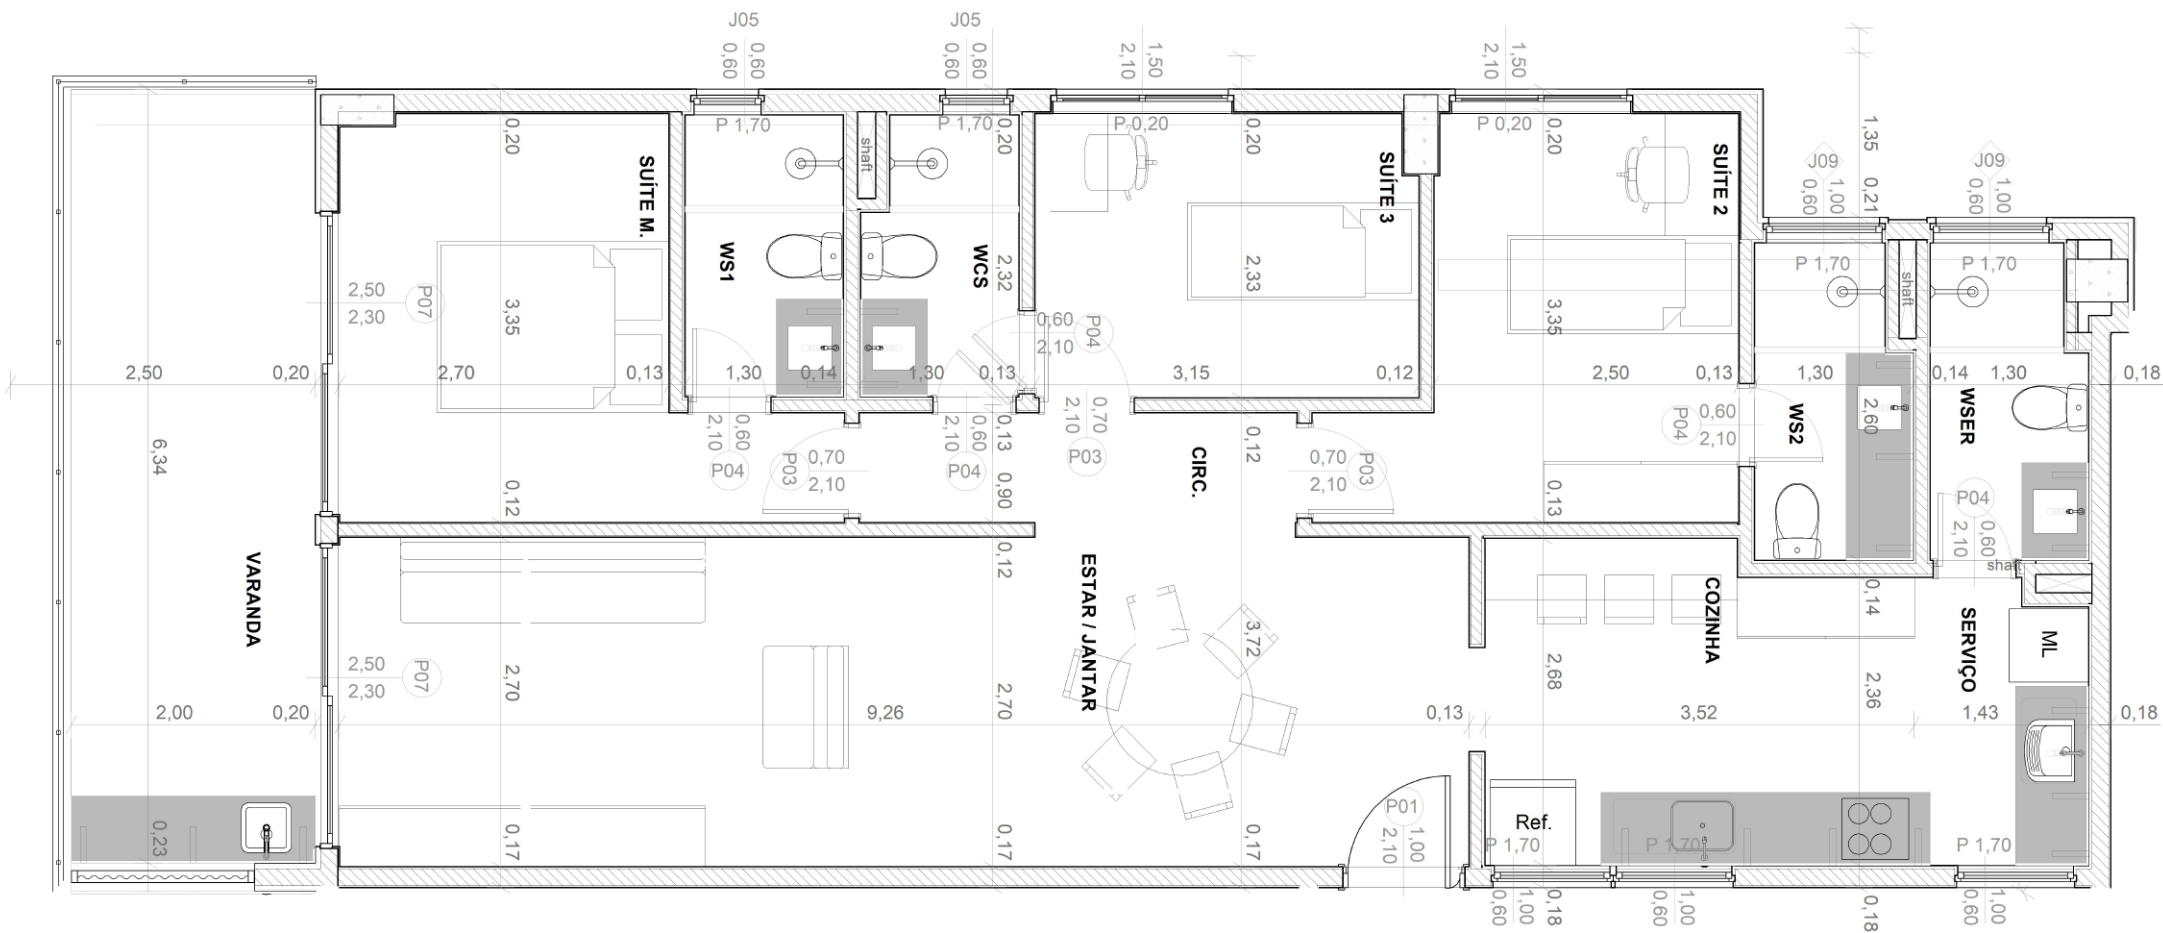 J05
0,60
0,60
J05
0,60
0,60
1,50
2,10
1,50
2,10
P 1,70
P 1,70
P 0,20
P 0,20
0,20
0,20
0,20
0,20
1,35
0,21
shaft
SUÍTE M.
WS1
WCS
SUÍTE 3
SUÍTE 2
J09
1,00
0,60
J09
1,00
0,60
P 1,70
P 1,70
shaft
2,50
2,30
P07
3,35
2,32
2,33
3,35
0,60
2,10
P04
2,50
0,20
2,70
0,13
1,30
0,14
1,30
0,13
3,15
0,12
2,50
0,13
1,30
0,14
1,30
0,18
6,34
0,60
2,10
P04
0,70
2,10
P03
0,60
2,10
P04
0,13
0,70
2,10
P03
0,12
CIRC.
0,70
2,10
P03
0,60
2,10
P04
WS2
2,60
WSER
P04
0,60
2,10
shaft
0,12
0,90
0,13
VARANDA
0,12
ESTAR / JANTAR
3,72
COZINHA
0,14
SERVIÇO
ML
2,50
2,30
P07
2,70
2,70
2,68
2,36
2,00
0,20
9,26
0,13
3,52
1,43
0,18
0,23
0,17
0,17
0,17
P01
1,00
2,10
Ref.
P 1,70
P 1,70
P 1,70
1,00
0,60
0,18
1,00
0,60
0,18
1,00
0,60